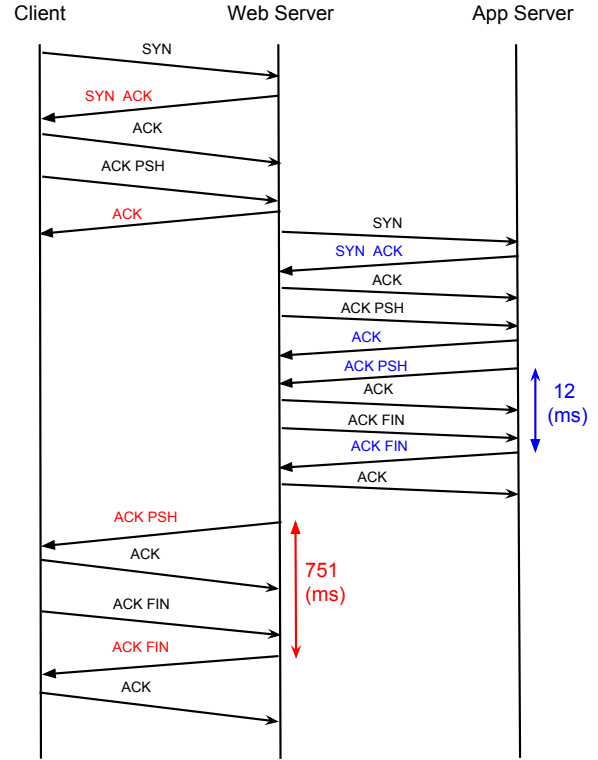 Client Web Server App Server
SYN
SYN ACK
ACK
ACK PSH
ACK
SYN
SYN ACK
ACK
ACK PSH
ACK
ACK PSH
ACK
12
(ms)
ACK FIN
ACK FIN
ACK
ACK PSH
ACK
751
(ms)
ACK FIN
ACK FIN
ACK